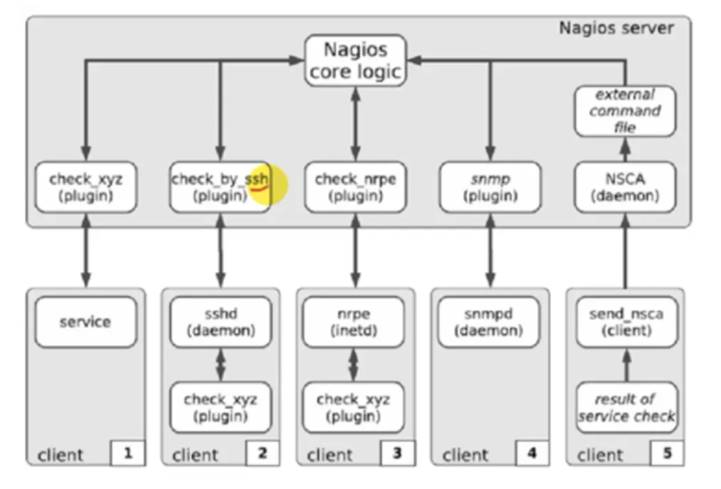 Nagios server
Nagios
core logic
external
command
file
check_xyz
(plugin)
check_by_ssh
(plugin)
check_nrpe
(plugin)
snmp
(plugin)
NSCA
(daemon)
service
sshd
(daemon)
nrpe
(inetd)
snmpd
(daemon)
send_nsca
(client)
check_xyz
(plugin)
check_xyz
(plugin)
result of
service check
client 1
client 2
client 3
client 4
client 5